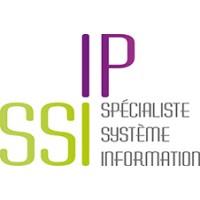 IP
SSI
SPÉCIALISTE
SYSTÈME
INFORMATION